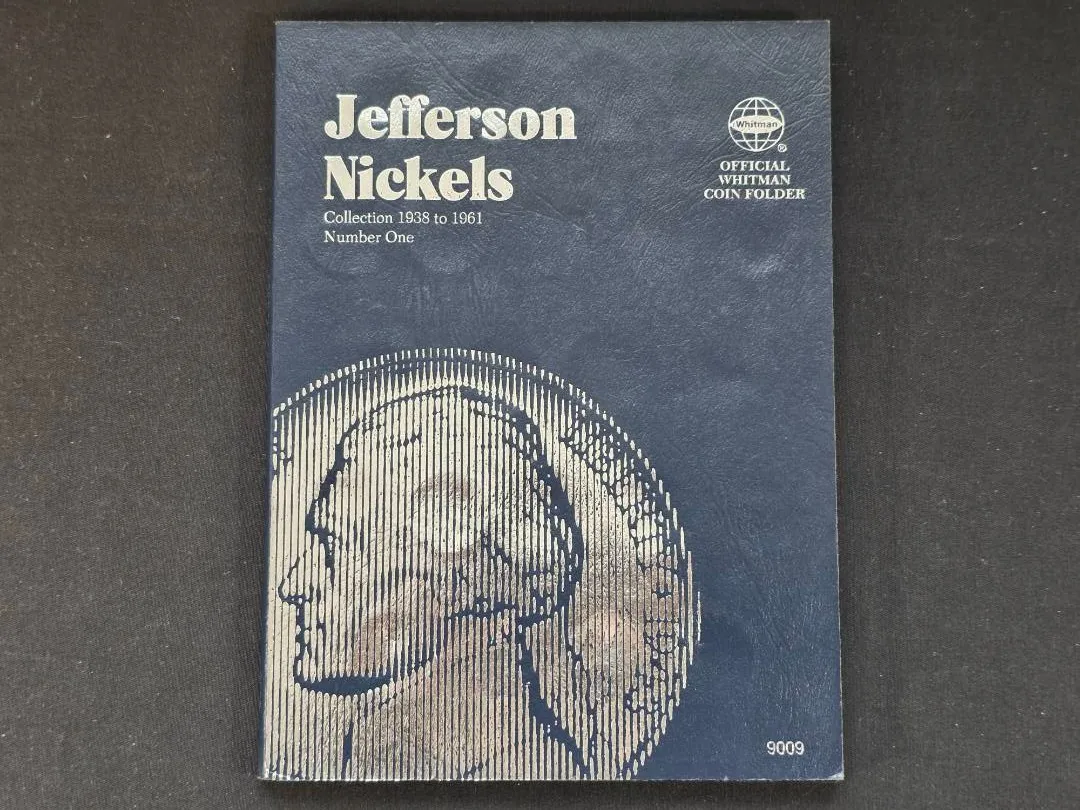 Jefferson
Nickels
Collection 1938 to 1961
Number One
Whitman
®
OFFICIAL
WHITMAN
COIN FOLDER
9009